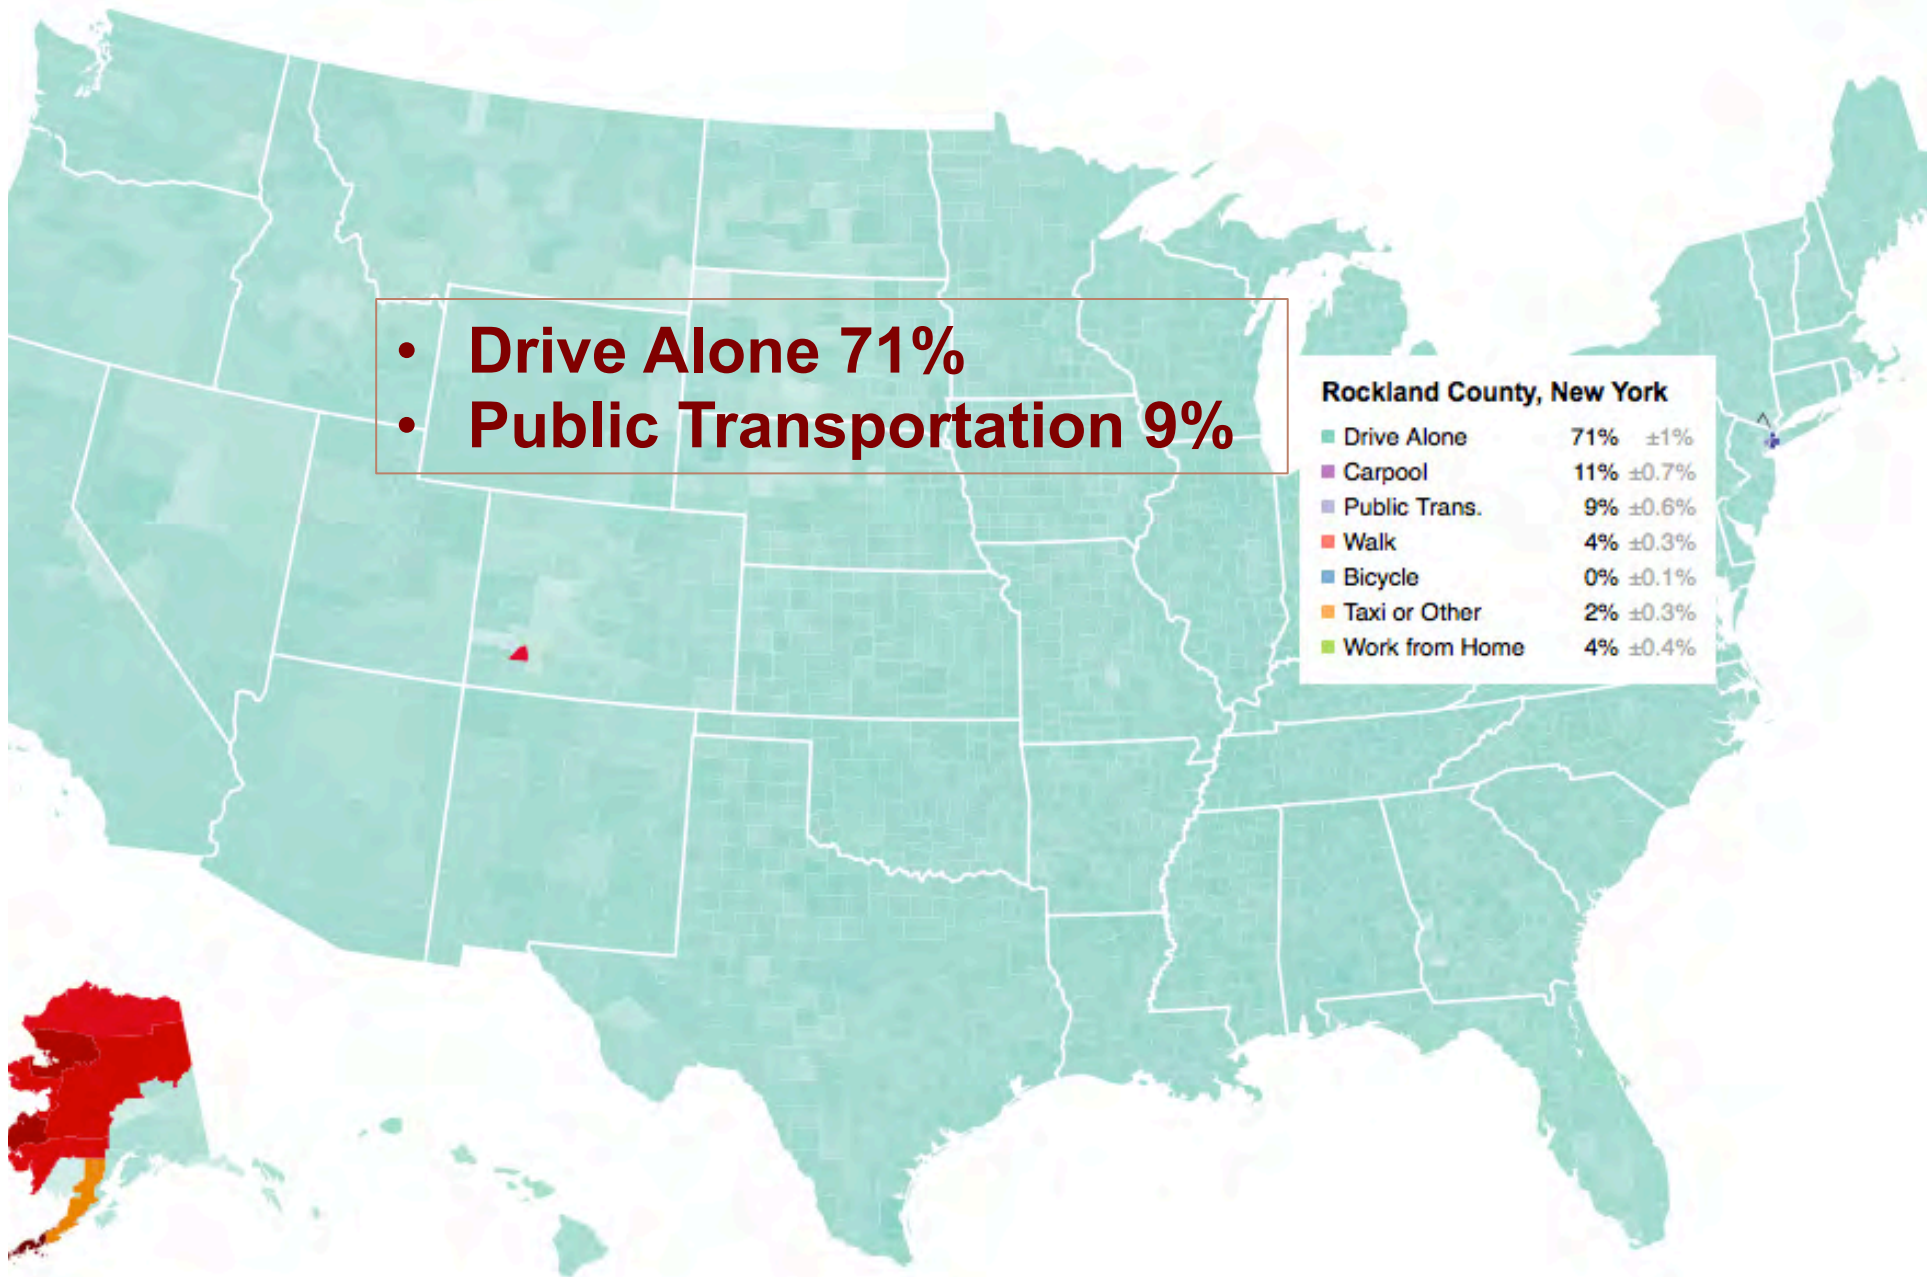 • Drive Alone 71%
• Public Transportation 9%
Rockland County, New York
Drive Alone 71% ±1%
Carpool 11% ±0.7%
Public Trans. 9% ±0.6%
Walk 4% ±0.3%
Bicycle 0% ±0.1%
Taxi or Other 2% ±0.3%
Work from Home 4% ±0.4%